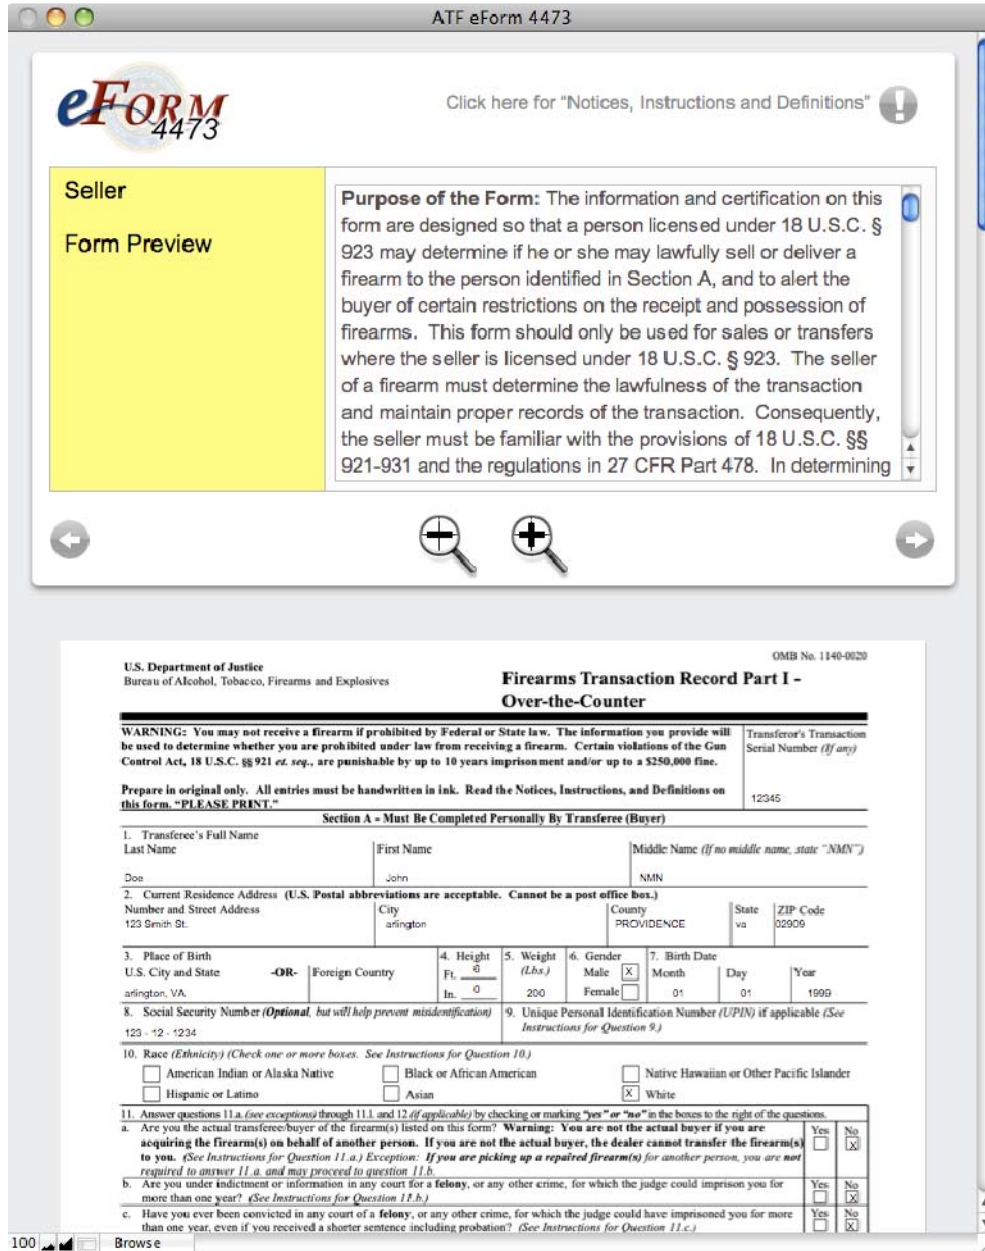 ATF eForm 4473
eFORM
4473
Click here for “Notices, Instructions and Definitions”
Seller
Form Preview
Purpose of the Form: The information and certification on this
form are designed so that a person licensed under 18 U.S.C. §
923 may determine if he or she may lawfully sell or deliver a
firearm to the person identified in Section A, and to alert the
buyer of certain restrictions on the receipt and possession of
firearms. This form should only be used for sales or transfers
where the seller is licensed under 18 U.S.C. § 923. The seller
of a firearm must determine the lawfulness of the transaction
and maintain proper records of the transaction. Consequently,
the seller must be familiar with the provisions of 18 U.S.C. §§
921-931 and the regulations in 27 CFR Part 478. In determining
OMB No. 1140-0020
U.S. Department of Justice
Bureau of Alcohol, Tobacco, Firearms and Explosives
Firearms Transaction Record Part I -
Over-the-Counter
WARNING: You may not receive a firearm if prohibited by Federal or State law. The information you provide will
be used to determine whether you are prohibited under law from receiving a firearm. Certain violations of the Gun
Control Act, 18 U.S.C. §§ 921 et. seq., are punishable by up to 10 years imprisonment and/or up to a $250,000 fine.
Transferor's Transaction
Serial Number (If any)
Prepare in original only. All entries must be handwritten in ink. Read the Notices, Instructions, and Definitions on
this form. “PLEASE PRINT.”
12345
Section A - Must Be Completed Personally By Transferee (Buyer)
1. Transferee's Full Name
Last Name First Name Middle Name (If no middle name, state "NMN")
Doe John NMN
2. Current Residence Address (U.S. Postal abbreviations are acceptable. Cannot be a post office box.)
Number and Street Address City County State ZIP Code
123 Smith St. arlington PROVIDENCE va 02909
3. Place of Birth 4. Height 5. Weight 6. Gender 7. Birth Date
U.S. City and State -OR- Foreign Country Ft. 6 (Lbs.) Male X Month Day Year
arlington, VA. In. 0 200 Female 01 01 1999
8. Social Security Number (Optional, but will help prevent misidentification) 9. Unique Personal Identification Number (UPIN) if applicable (See
Instructions for Question 9.)
123 - 12 - 1234
10. Race (Ethnicity) (Check one or more boxes. See Instructions for Question 10.)
American Indian or Alaska Native Black or African American Native Hawaiian or Other Pacific Islander
Hispanic or Latino Asian X White
11. Answer questions 11.a. (see exceptions) through 11.l. and 12 (if applicable) by checking or marking "yes" or "no" in the boxes to the right of the questions.
a. Are you the actual transferee/buyer of the firearm(s) listed on this form? Warning: You are not the actual buyer if you are Yes No
acquiring the firearm(s) on behalf of another person. If you are not the actual buyer, the dealer cannot transfer the firearm(s) X
to you. (See Instructions for Question 11.a.) Exception: If you are picking up a repaired firearm(s) for another person, you are not
required to answer 11.a. and may proceed to question 11.b.
b. Are you under indictment or information in any court for a felony, or any other crime, for which the judge could imprison you for Yes No
more than one year? (See Instructions for Question 11.b.) X
c. Have you ever been convicted in any court of a felony, or any other crime, for which the judge could have imprisoned you for more Yes No
than one year, even if you received a shorter sentence including probation? (See Instructions for Question 11.c.) X
100 Browse